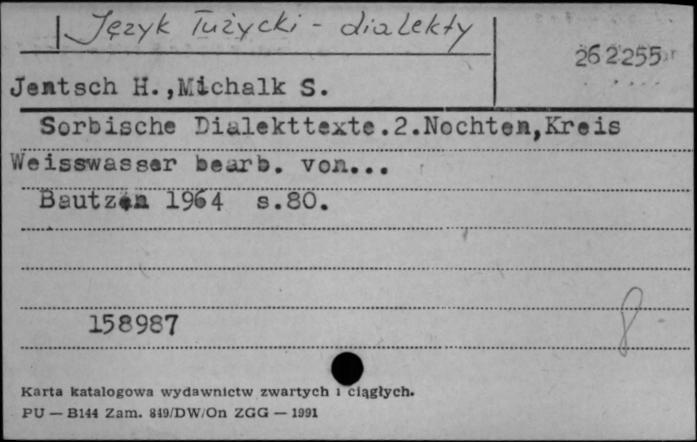 Język łużycki - dialekty
262255
Jentsch H.,Michalk S.
Sorbische Dialekttexte.2.Nochten,Kreis
Weisswasser bearb. von...
Bautzen 1964 s.80.
158987
8
Karta katalogowa wydawnictw zwartych i ciągłych.
PU — B144 Zam. 849/DW/On ZGG — 1991